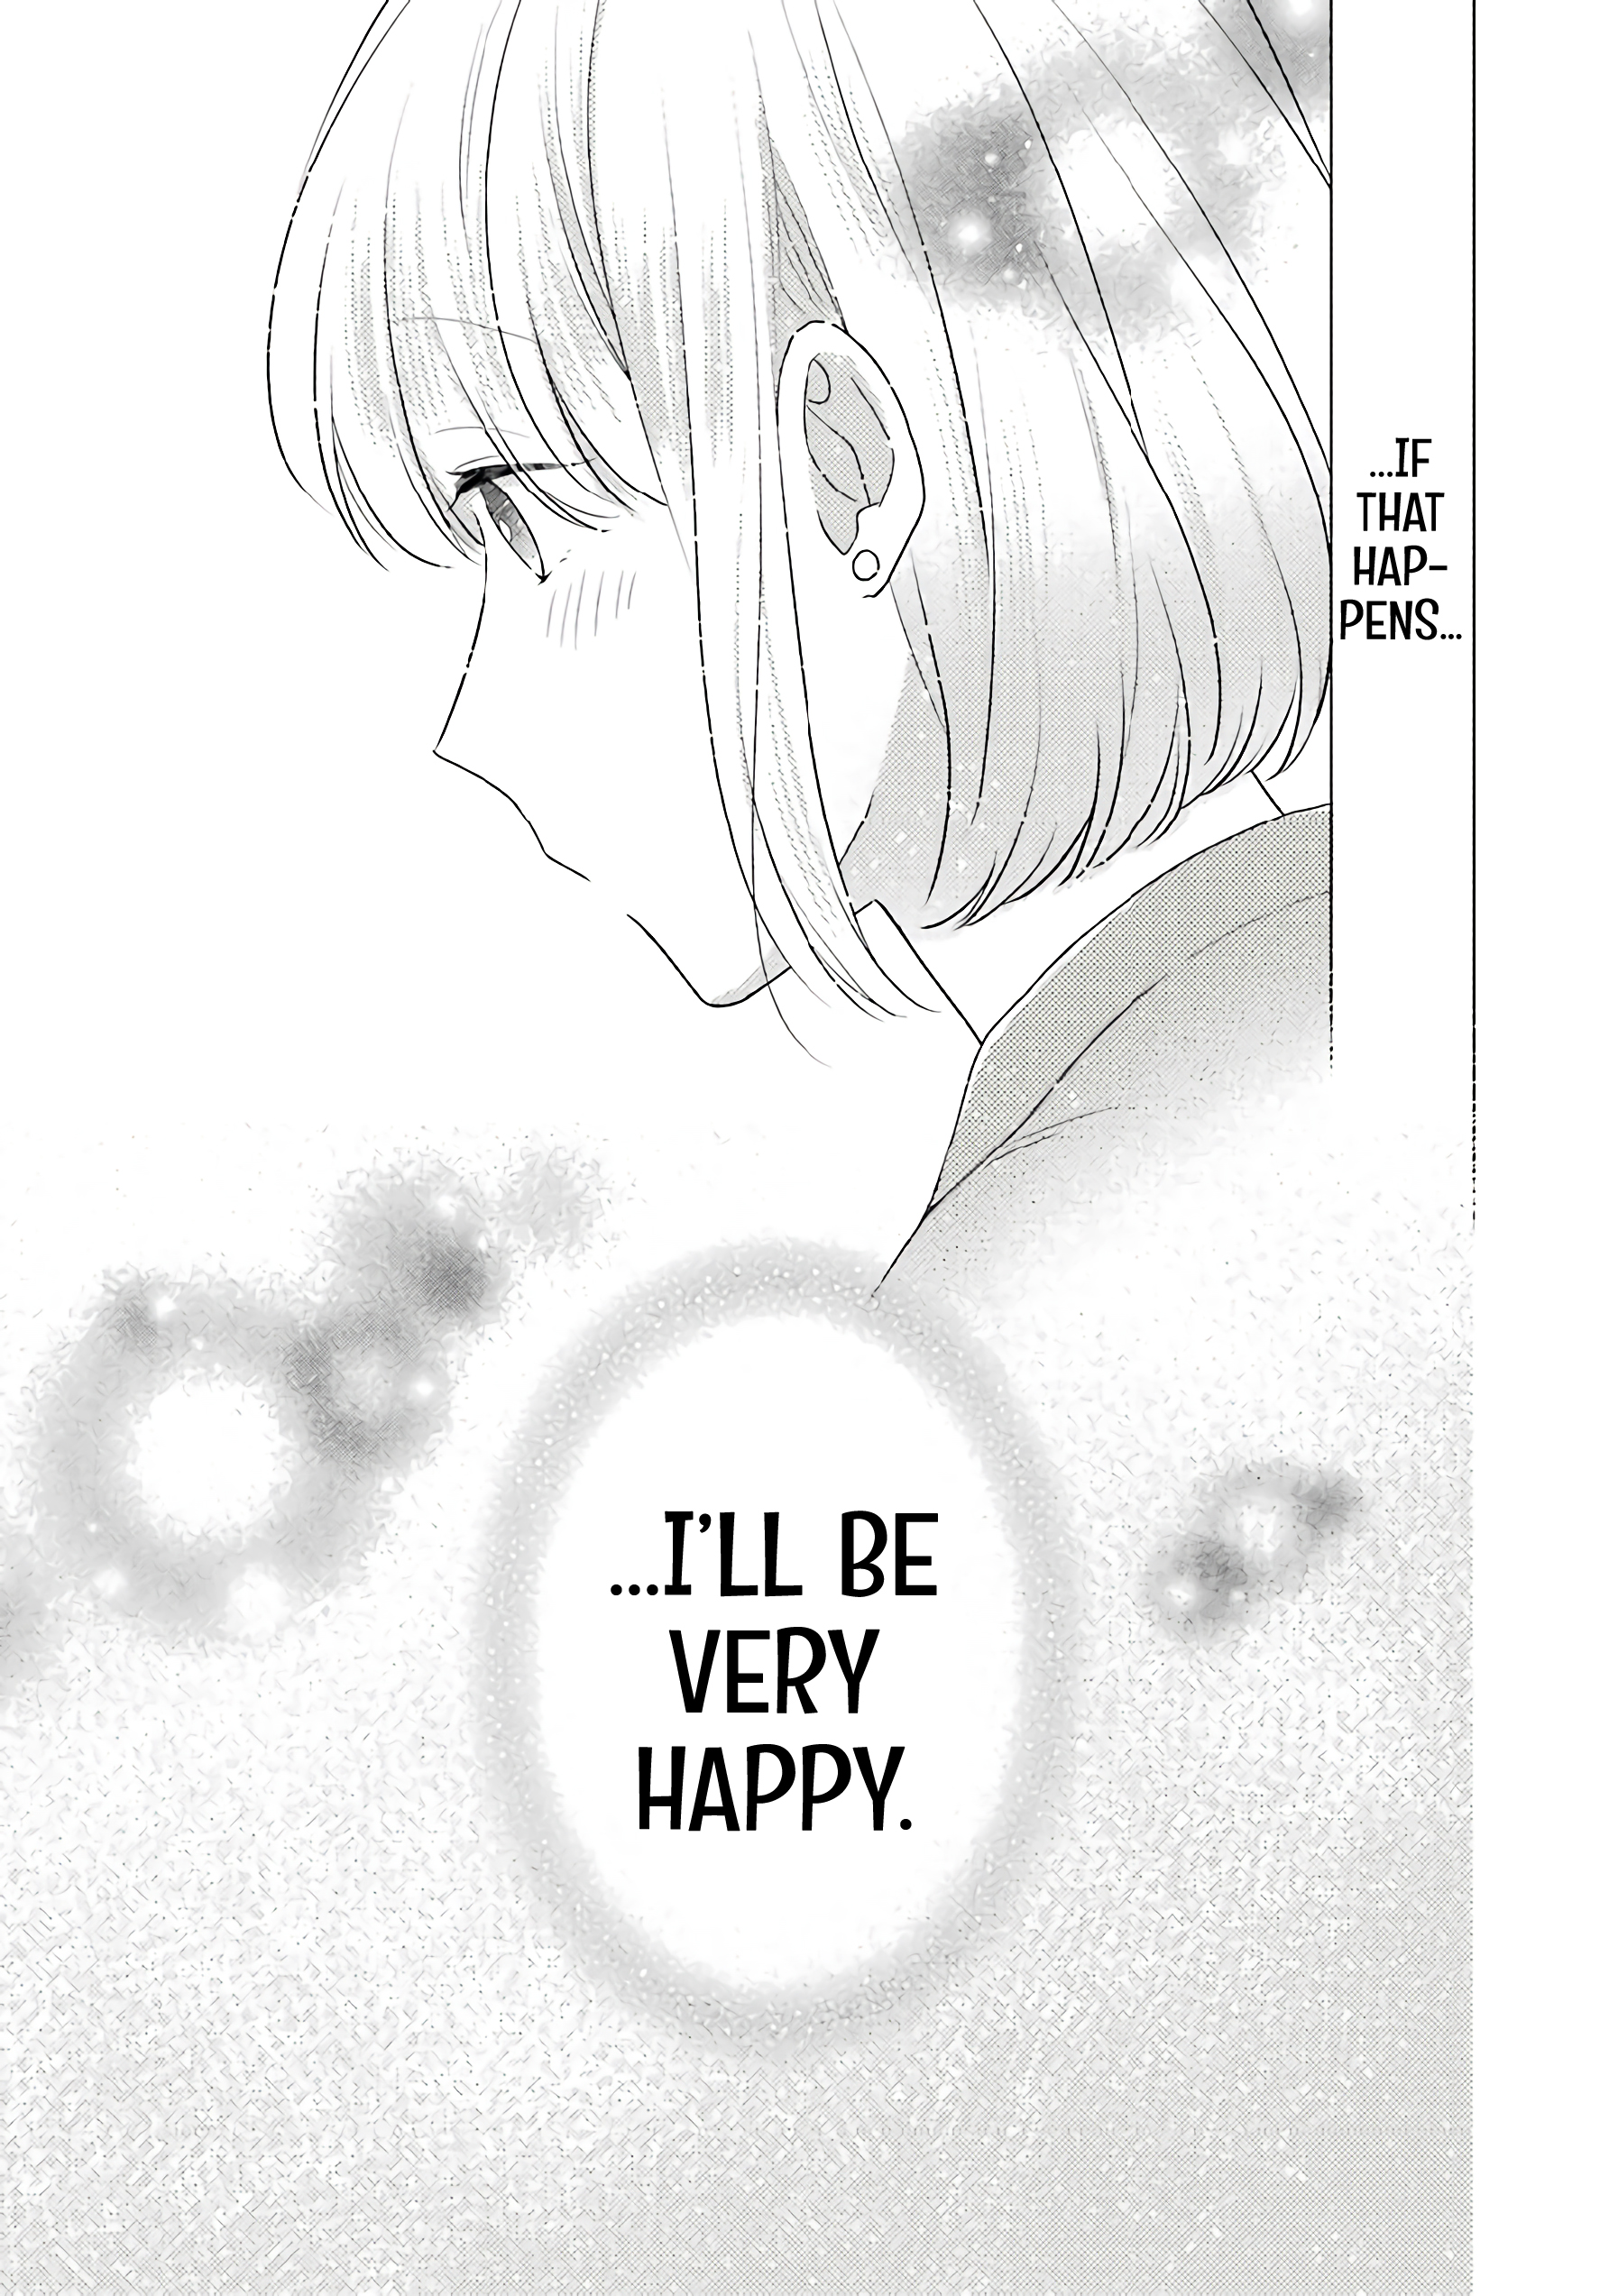 ...IF
THAT
HAP-
PENS...
...I'LL BE
VERY
HAPPY.